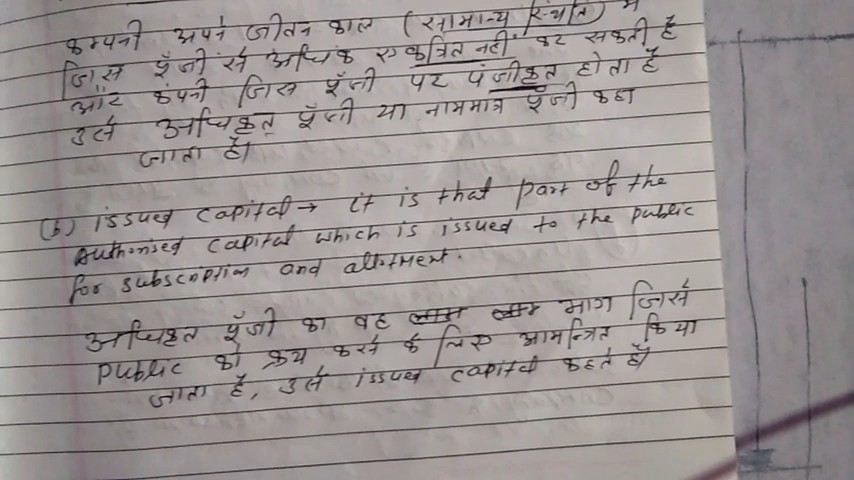 कम्पनी अपने जीवन काल (सामान्य स्थिति) में
जिस पूँजी से अधिक एकत्रित नहीं कर सकती है
और कंपनी जिस पूँजी पर पंजीकृत होता है
उसे अधिकृत पूँजी या नाममात्र पूँजी कहा
जाता है।
(b) issued capital → it is that part of the
Authorised capital which is issued to the public
for subscription and allotment.
अधिकृत पूँजी का वह भाग जिसे
public को क्रय करने के लिए आमन्त्रित किया
जाता है, उसे issued capital कहते है।